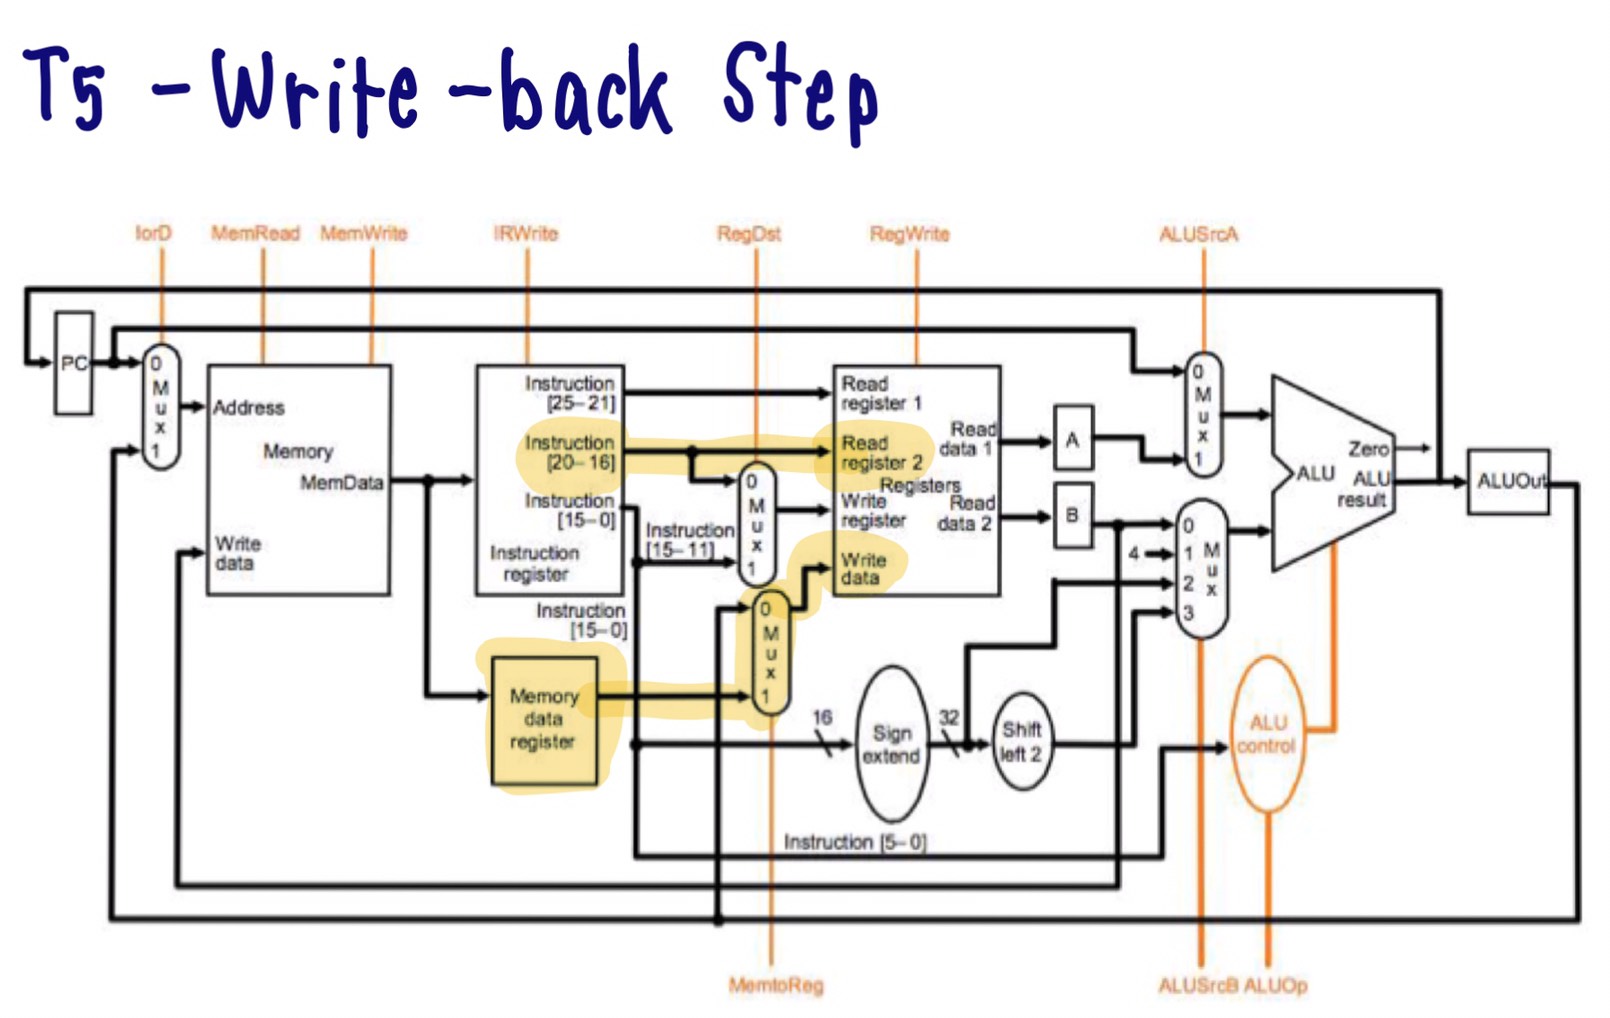 T5 - Write-back Step
IorD MemRead MemWrite IRWrite RegDst RegWrite ALUSrcA
PC
0
M
u
x
1
Address
Memory
MemData
Write
data
Instruction
[25–21]
Instruction
[20–16]
Instruction
[15–0]
Instruction
register
Instruction
[15–11]
Instruction
[15–0]
Memory
data
register
0
M
u
x
1
0
M
u
x
1
Read
register 1
Read
register 2
Registers
Write
register
Write
data
Read
data 1
Read
data 2
A
B
4
0
M
u
x
1
0
1
2
3
M
u
x
Zero
ALU
ALU
result
ALUOut
16
Sign
extend
32
Shift
left 2
ALU
control
Instruction [5–0]
MemtoReg ALUSrcB ALUOp